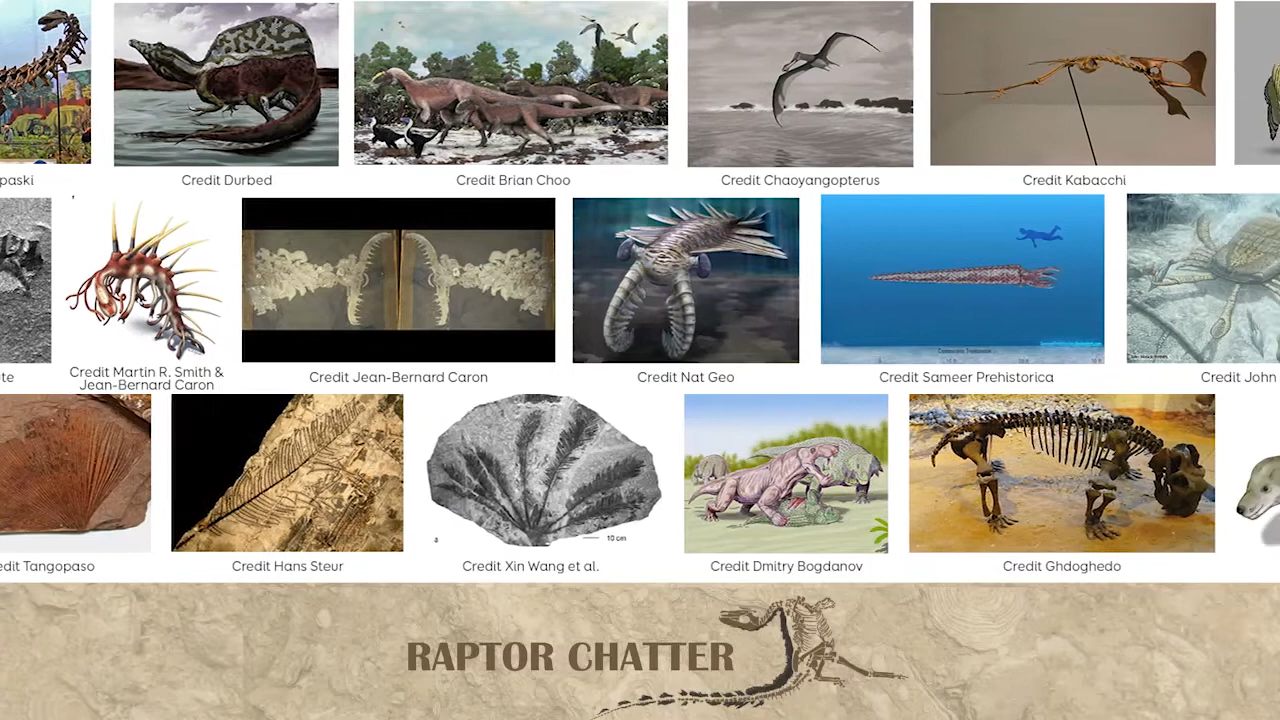 paski
Credit Durbed
Credit Brian Choo
Credit Chaoyangopterus
Credit Kabacchi
te
Credit Martin R. Smith &
Jean-Bernard Caron
Credit Jean-Bernard Caron
Credit Nat Geo
Credit Sameer Prehistorica
Credit John
a
10 cm
edit Tangopaso
Credit Hans Steur
Credit Xin Wang et al.
Credit Dmitry Bogdanov
Credit Ghdoghedo
RAPTOR CHATTER